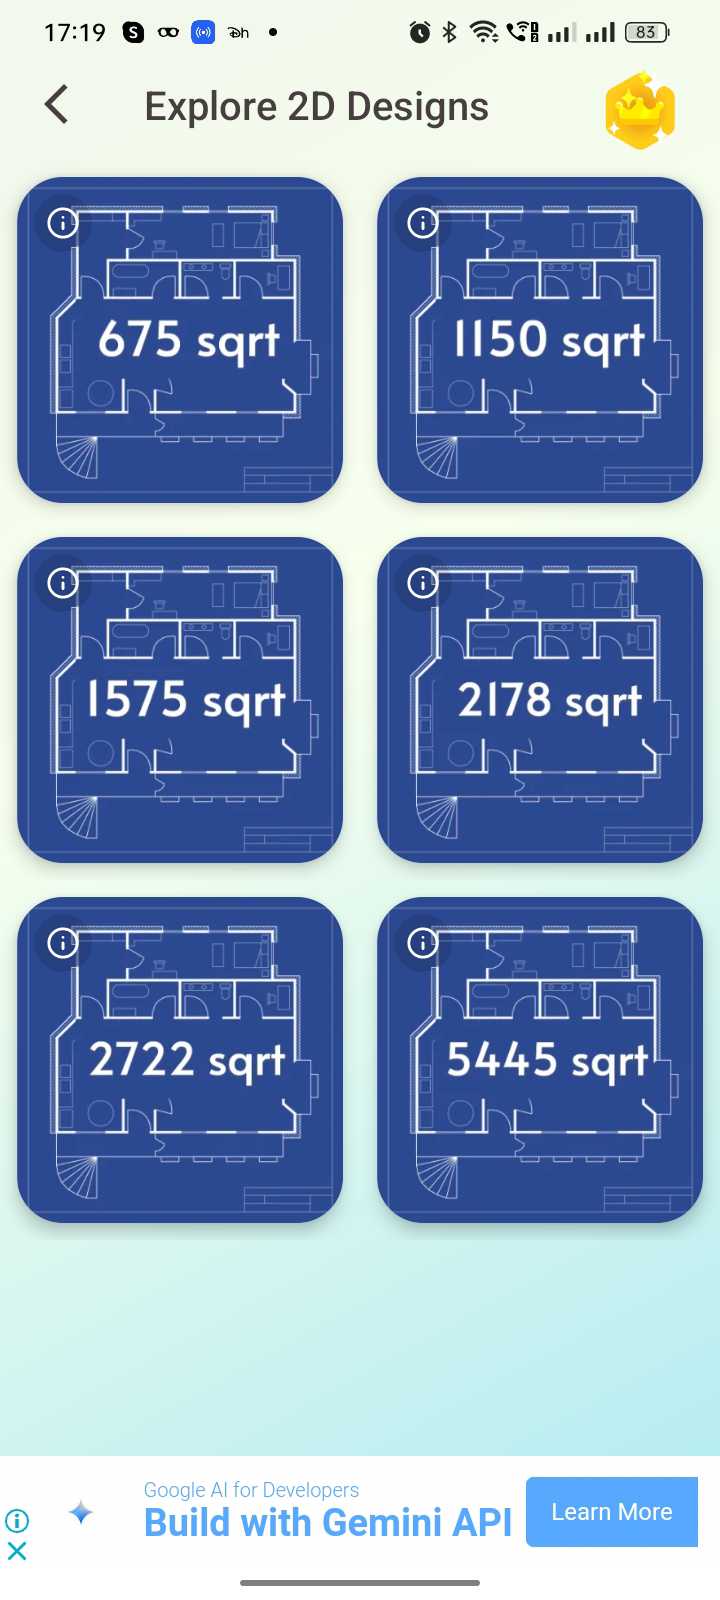 17:19
83
Explore 2D Designs
675 sqrt
1150 sqrt
1575 sqrt
2178 sqrt
2722 sqrt
5445 sqrt
Google AI for Developers
Build with Gemini API
Learn More